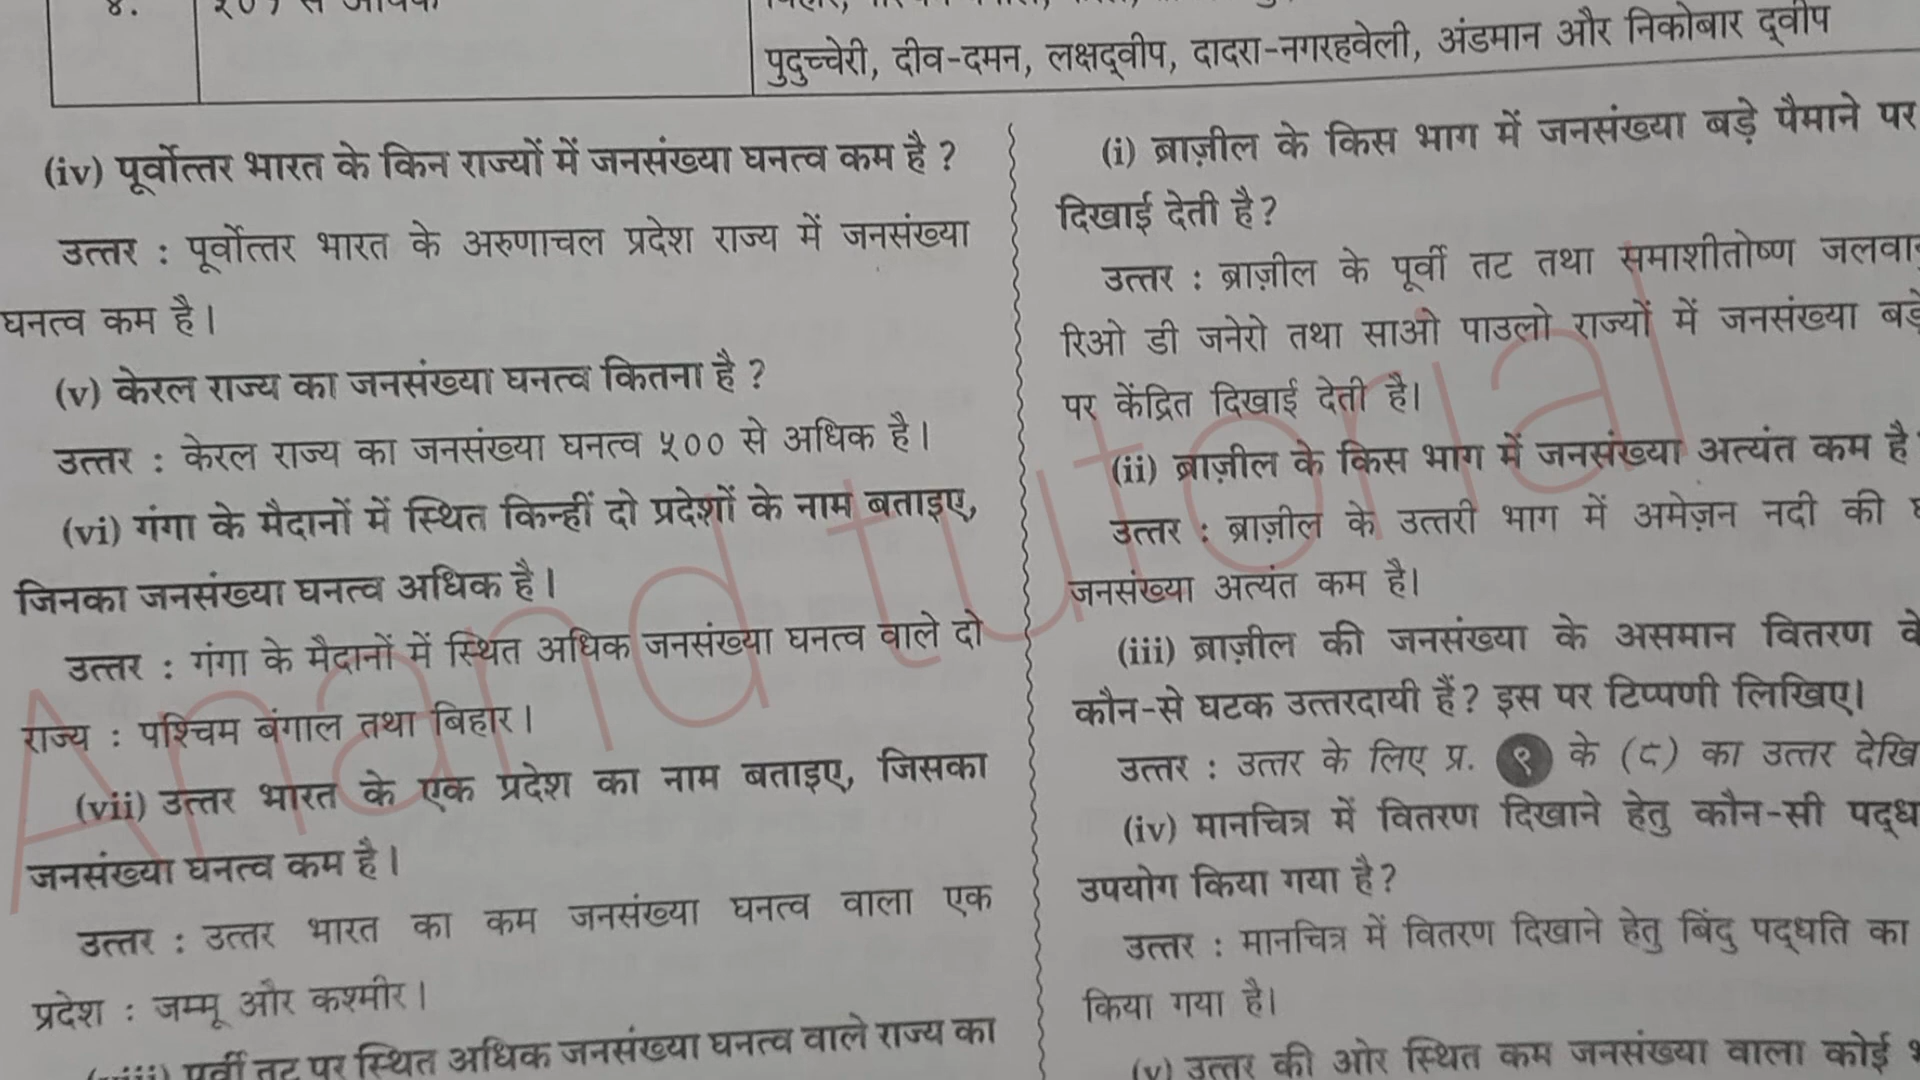 ४.
पुदुच्चेरी, दीव-दमन, लक्षद्वीप, दादरा-नगरहवेली, अंडमान और निकोबार द्वीप
(iv) पूर्वोत्तर भारत के किन राज्यों में जनसंख्या घनत्व कम है ?
उत्तर : पूर्वोत्तर भारत के अरुणाचल प्रदेश राज्य में जनसंख्या
घनत्व कम है।
(v) केरल राज्य का जनसंख्या घनत्व कितना है ?
उत्तर : केरल राज्य का जनसंख्या घनत्व ५०० से अधिक है।
(vi) गंगा के मैदानों में स्थित किन्हीं दो प्रदेशों के नाम बताइए,
जिनका जनसंख्या घनत्व अधिक है।
उत्तर : गंगा के मैदानों में स्थित अधिक जनसंख्या घनत्व वाले दो
राज्य : पश्चिम बंगाल तथा बिहार।
(vii) उत्तर भारत के एक प्रदेश का नाम बताइए, जिसका
जनसंख्या घनत्व कम है।
उत्तर : उत्तर भारत का कम जनसंख्या घनत्व वाला एक
प्रदेश : जम्मू और कश्मीर।
(viii) पूर्वी तट पर स्थित अधिक जनसंख्या घनत्व वाले राज्य का
(i) ब्राज़ील के किस भाग में जनसंख्या बड़े पैमाने पर
दिखाई देती है?
उत्तर : ब्राज़ील के पूर्वी तट तथा समाशीतोष्ण
रिओ डी जनेरो तथा साओ पाउलो राज्यों में जनसंख्या बड़े
पर केंद्रित दिखाई देती है।
(ii) ब्राज़ील के किस भाग में जनसंख्या अत्यंत कम है
उत्तर : ब्राज़ील के उत्तरी भाग में अमेज़न नदी की
जनसंख्या अत्यंत कम है।
(iii) ब्राज़ील की जनसंख्या के असमान वितरण
कौन-से घटक उत्तरदायी हैं? इस पर टिप्पणी लिखिए।
उत्तर : उत्तर के लिए प्र. १ के (८) का उत्तर
(iv) मानचित्र में वितरण दिखाने हेतु कौन-सी
उपयोग किया गया है?
उत्तर : मानचित्र में वितरण दिखाने हेतु बिंदु पद्धति का
किया गया है।
(v) उत्तर की ओर स्थित कम जनसंख्या वाला कोई
Anand tutorial